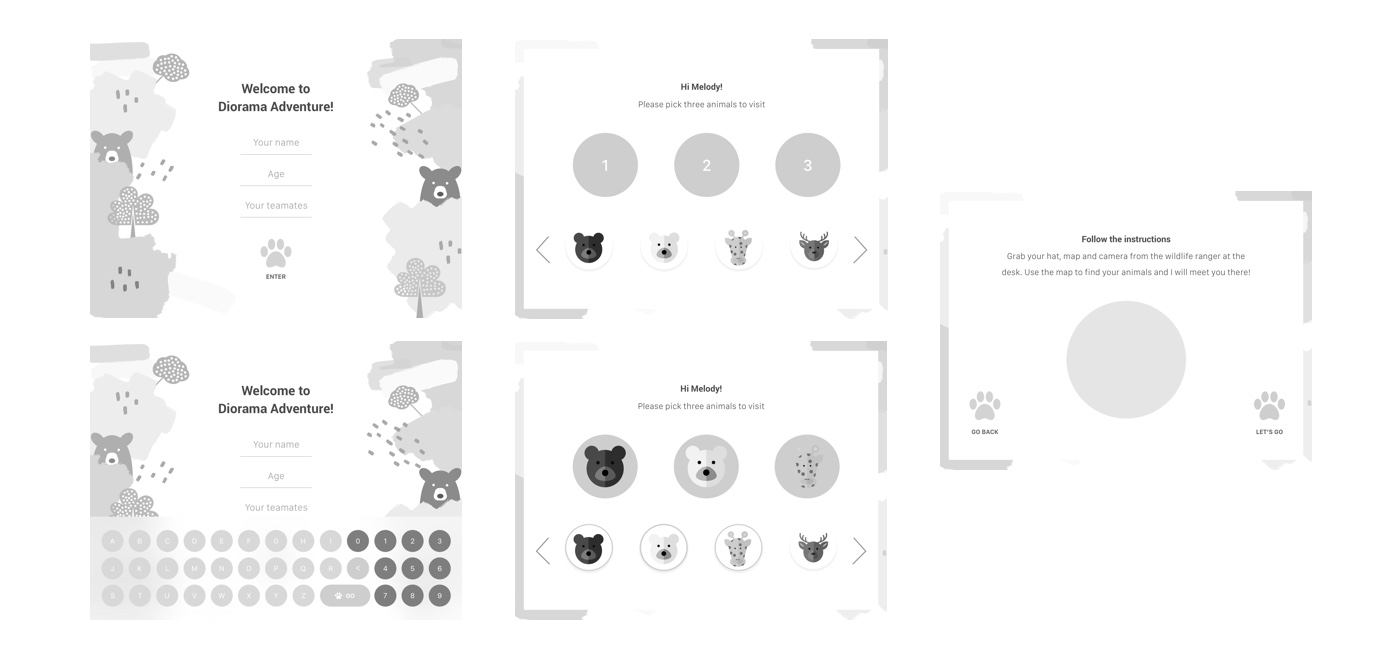 Welcome to
Diorama Adventure!
Your name
Age
Your teamates
ENTER
Welcome to
Diorama Adventure!
Your name
Age
Your teamates
A B C D E F G H I 0 1 2 3
J K L M N O P Q R < 4 5 6
S T U V W X Y Z GO 7 8 9
Hi Melody!
Please pick three animals to visit
1 2 3
Hi Melody!
Please pick three animals to visit
Follow the instructions
Grab your hat, map and camera from the wildlife ranger at the
desk. Use the map to find your animals and I will meet you there!
GO BACK
LET'S GO